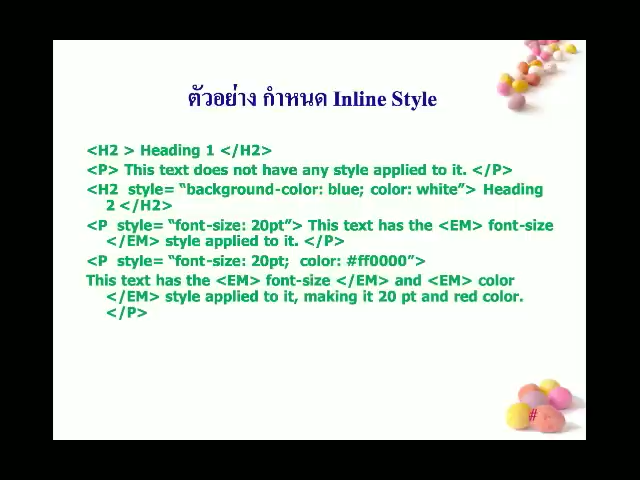 ตัวอย่าง กำหนด Inline Style
<H2 > Heading 1 </H2>
<P> This text does not have any style applied to it. </P>
<H2  style= “background-color: blue; color: white”> Heading
2 </H2>
<P  style= “font-size: 20pt”> This text has the <EM> font-size
</EM> style applied to it. </P>
<P  style= “font-size: 20pt;  color: #ff0000”>
This text has the <EM> font-size </EM> and <EM> color
</EM> style applied to it, making it 20 pt and red color.
</P>
#